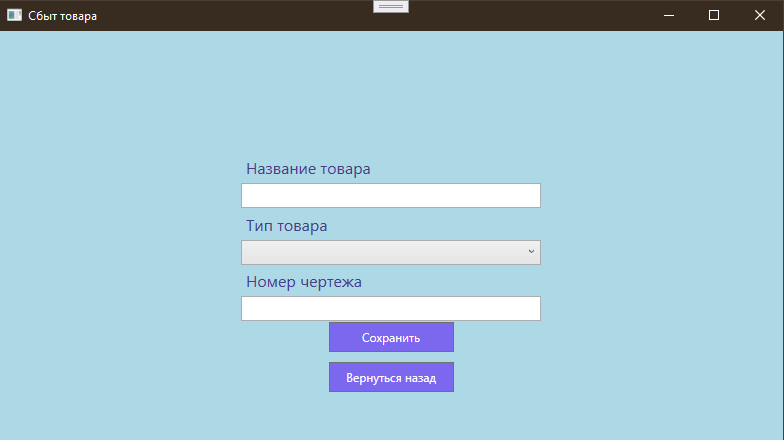 Сбыт товара
Название товара
Тип товара
Номер чертежа
Сохранить
Вернуться назад